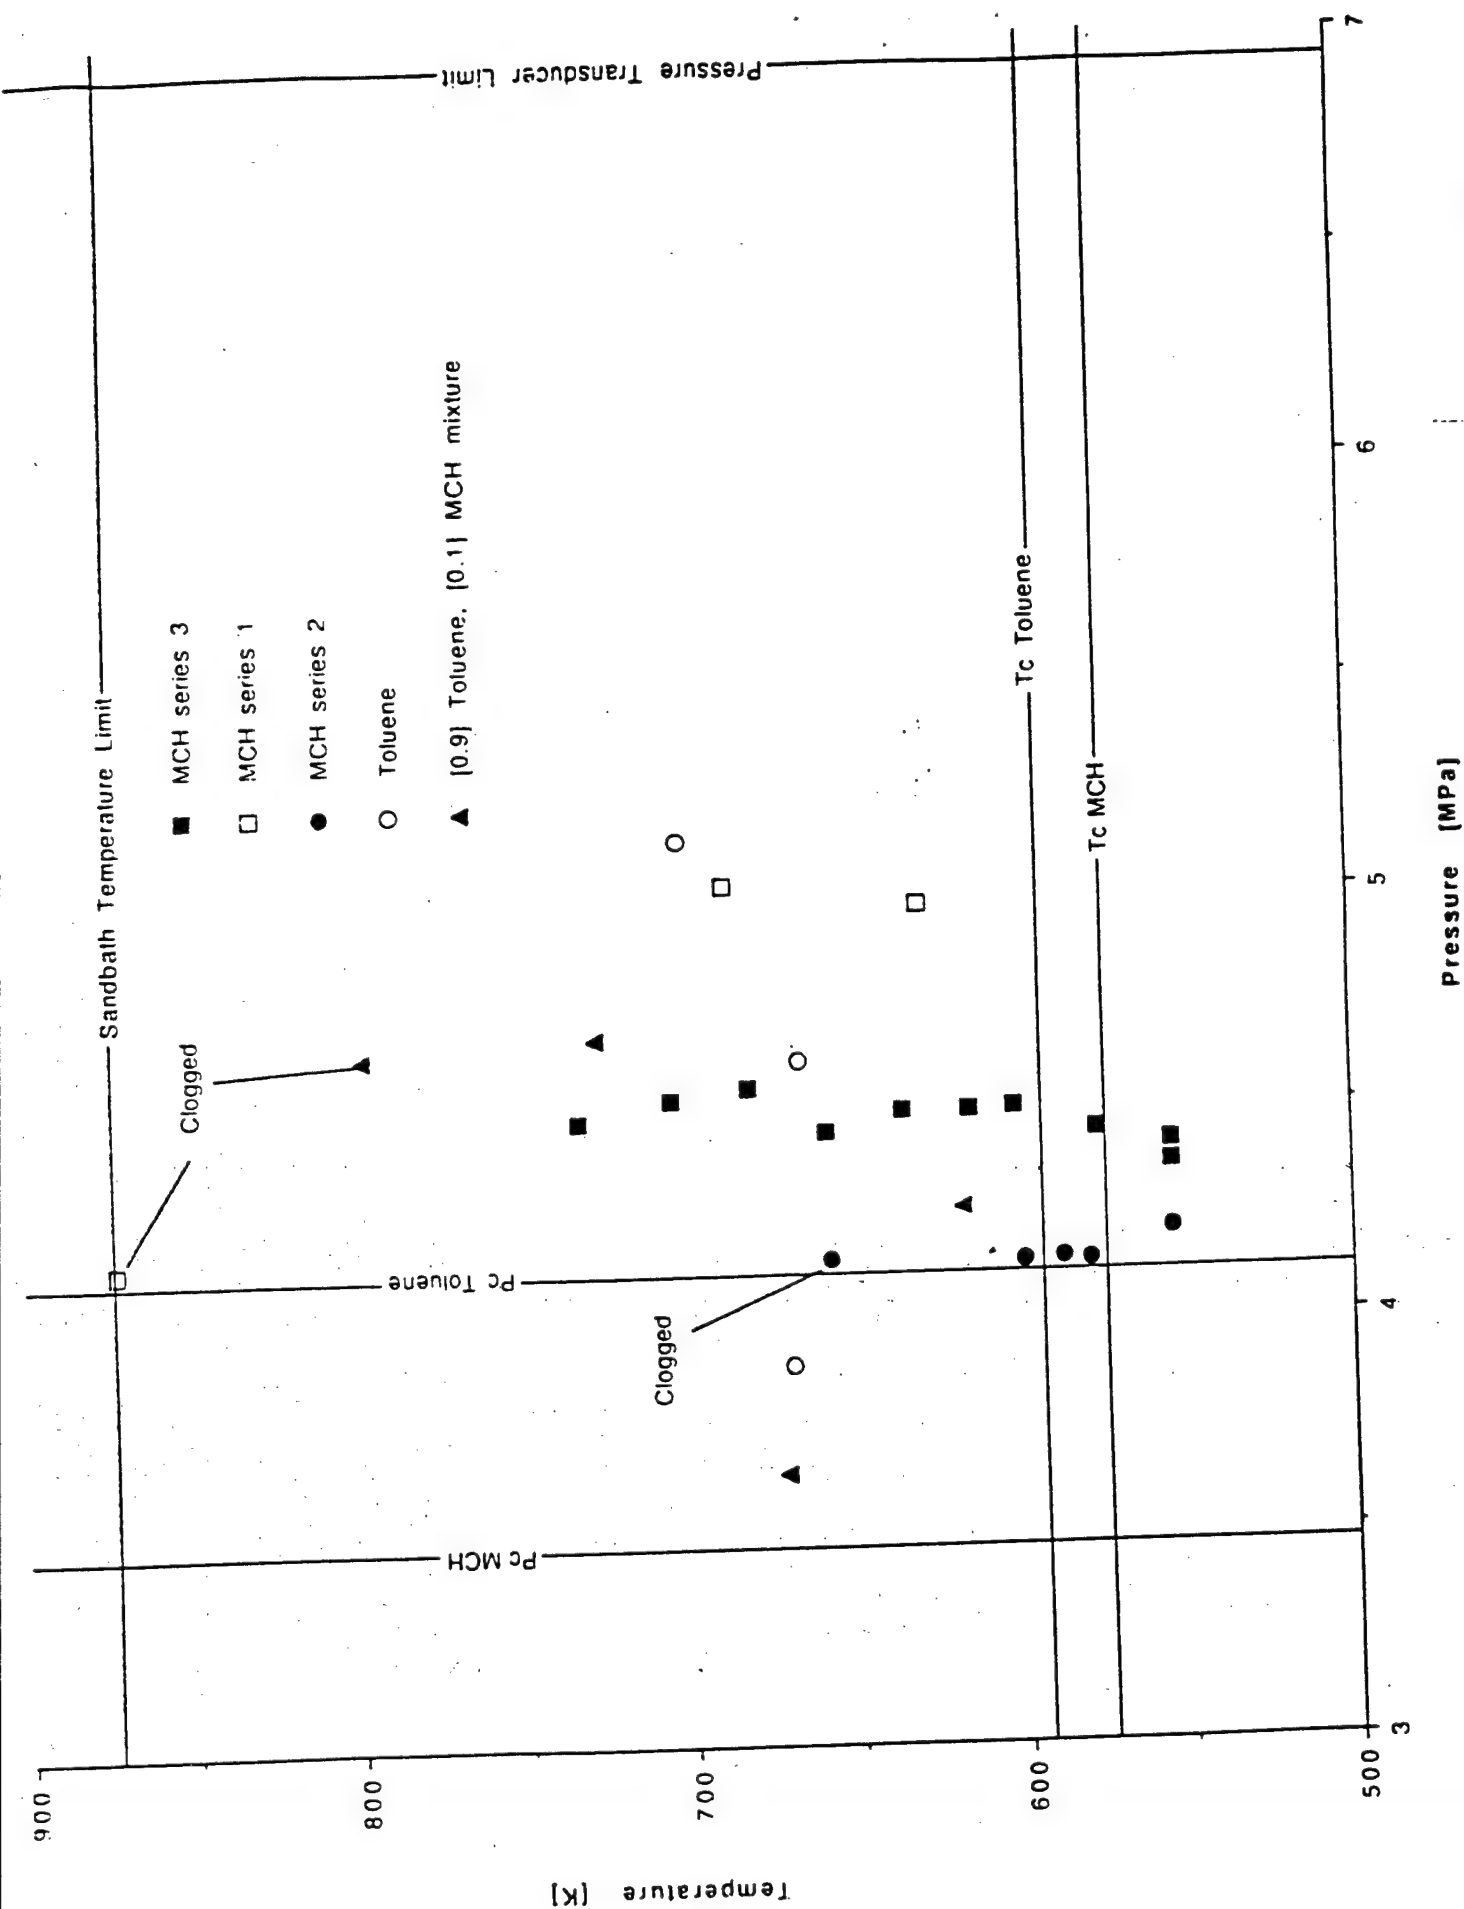 Temperature [K]
900
800
700
600
500
3
4
5
6
7
Pressure [MPa]
Sandbath Temperature Limit
Pressure Transducer Limit
Clogged
MCH series 3
MCH series 1
MCH series 2
Toluene
[0.9] Toluene, [0.1] MCH mixture
Pc Toluene
Pc MCH
Clogged
Tc Toluene
Tc MCH